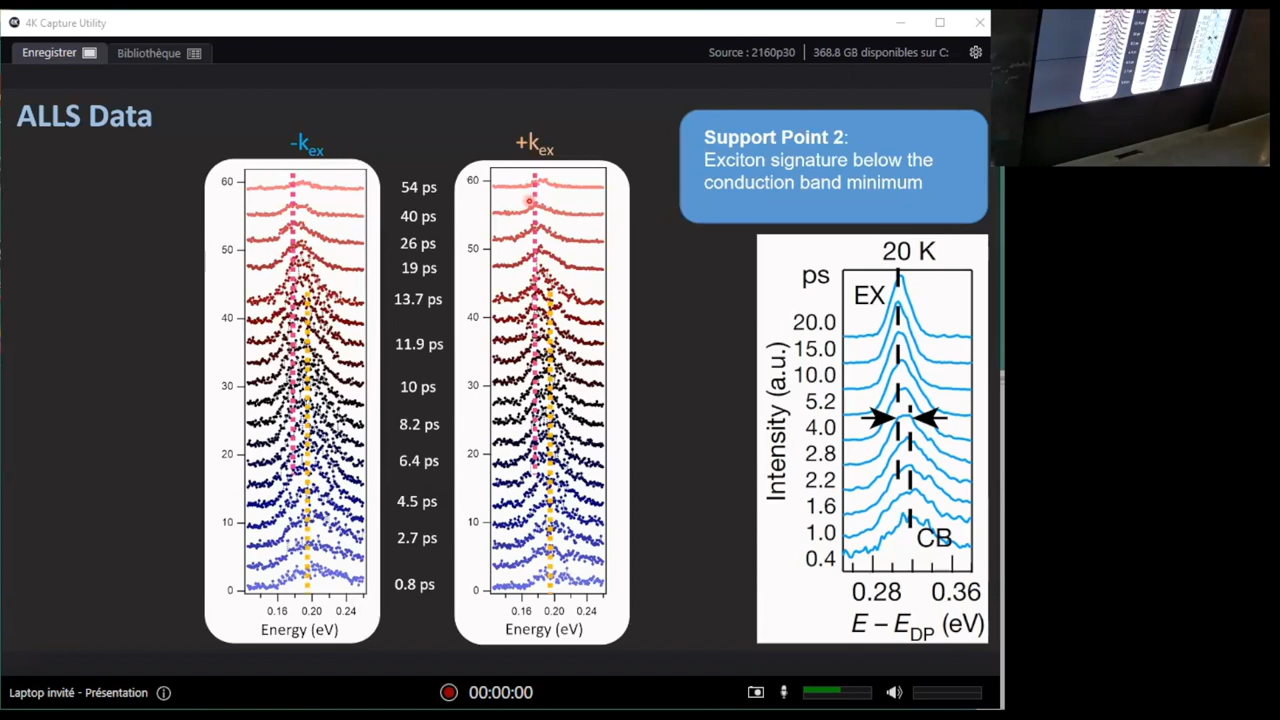 4K Capture Utility
Enregistrer
Bibliothèque
Source : 2160p30
368.8 GB disponibles sur C:
ALLS Data
-kex
+kex
Support Point 2:
Exciton signature below the
conduction band minimum
60
50
40
30
20
10
0
0.16 0.20 0.24
Energy (eV)
54 ps
40 ps
26 ps
19 ps
13.7 ps
11.9 ps
10 ps
8.2 ps
6.4 ps
4.5 ps
2.7 ps
0.8 ps
60
50
40
30
20
10
0
0.16 0.20 0.24
Energy (eV)
20 K
ps
EX
20.0
15.0
10.0
5.2
4.0
2.8
2.2
1.6
1.0
0.4
Intensity (a.u.)
CB
0.28 0.36
E – EDP (eV)
Laptop invité - Présentation
00:00:00